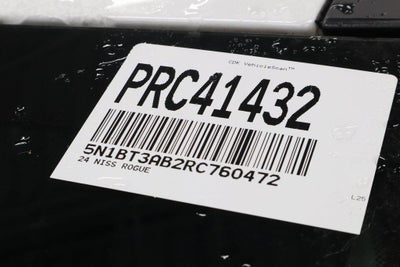 CDK VehicleScan™
PRC41432
5N1BT3AB2RC760472
24 NISS ROGUE
L25